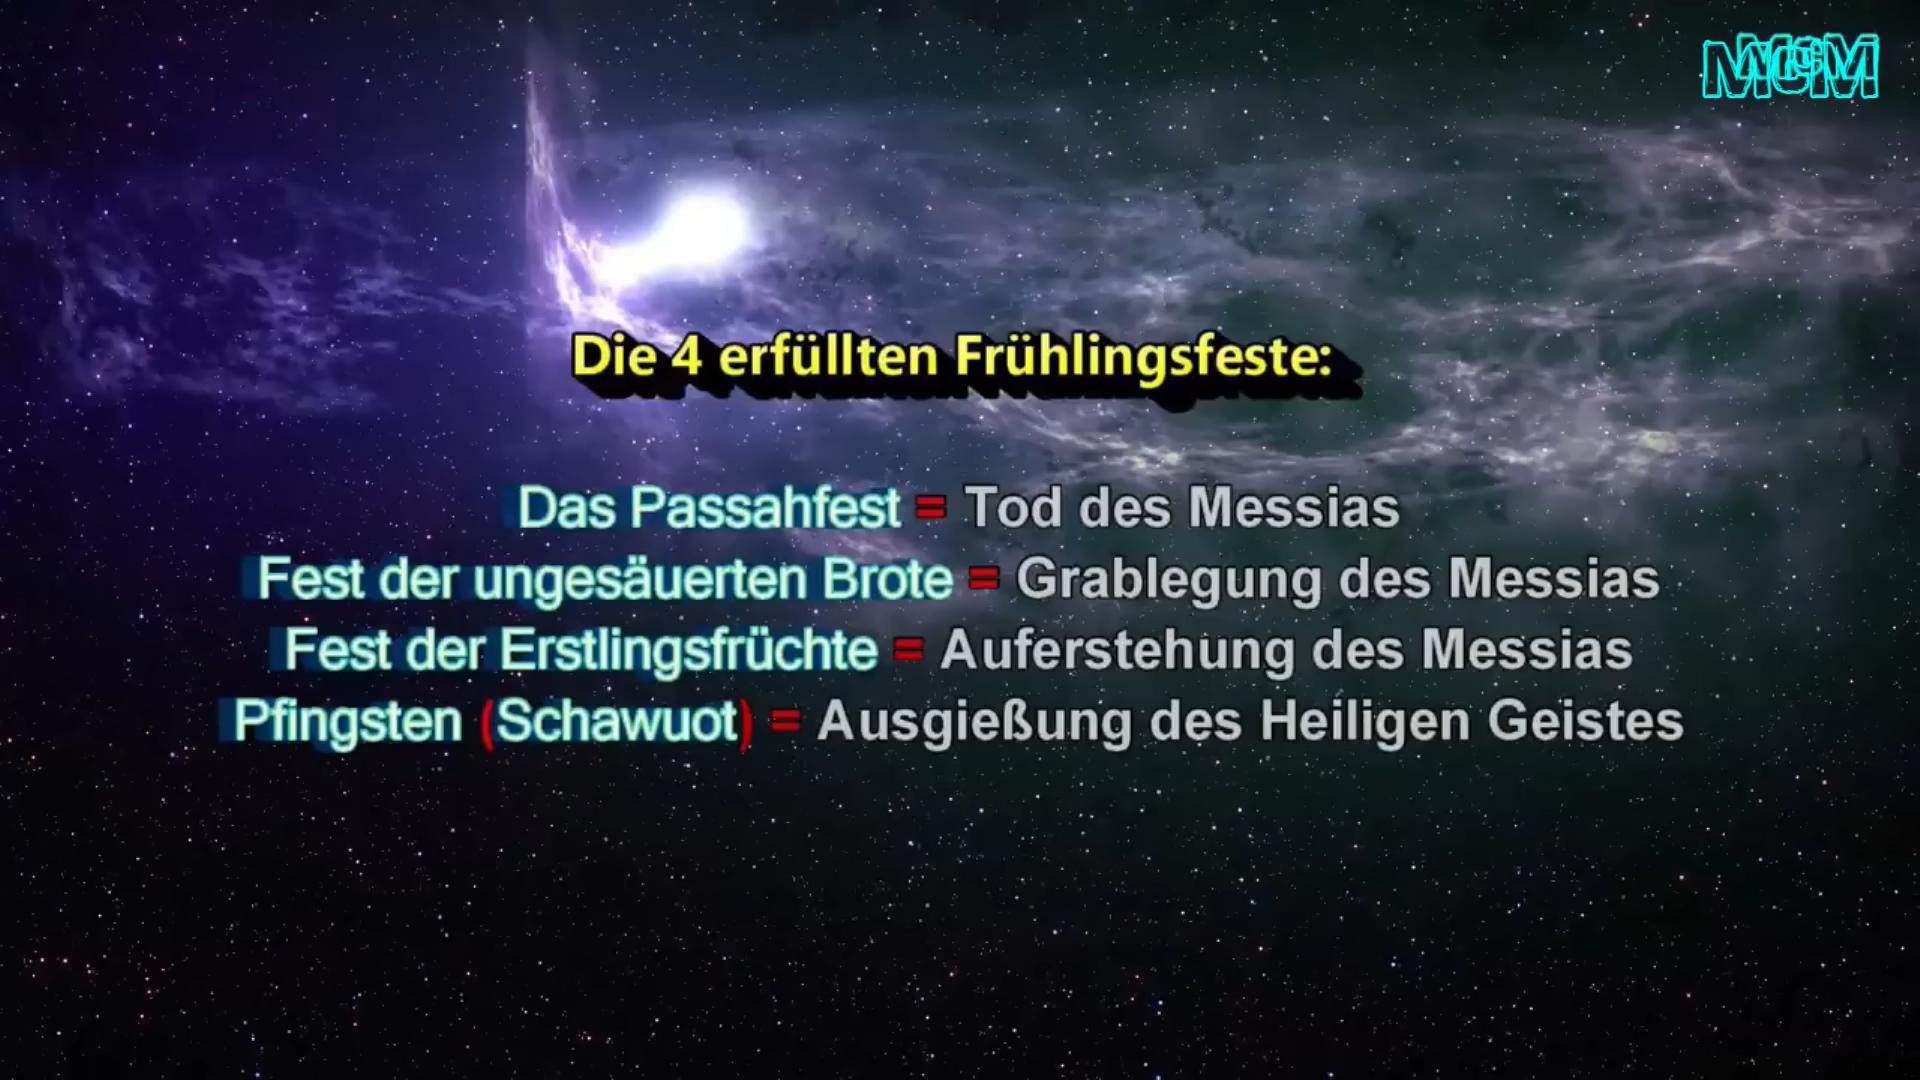 MGM
Die 4 erfüllten Frühlingsfeste:
Das Passahfest = Tod des Messias
Fest der ungesäuerten Brote = Grablegung des Messias
Fest der Erstlingsfrüchte = Auferstehung des Messias
Pfingsten (Schawuot) = Ausgießung des Heiligen Geistes